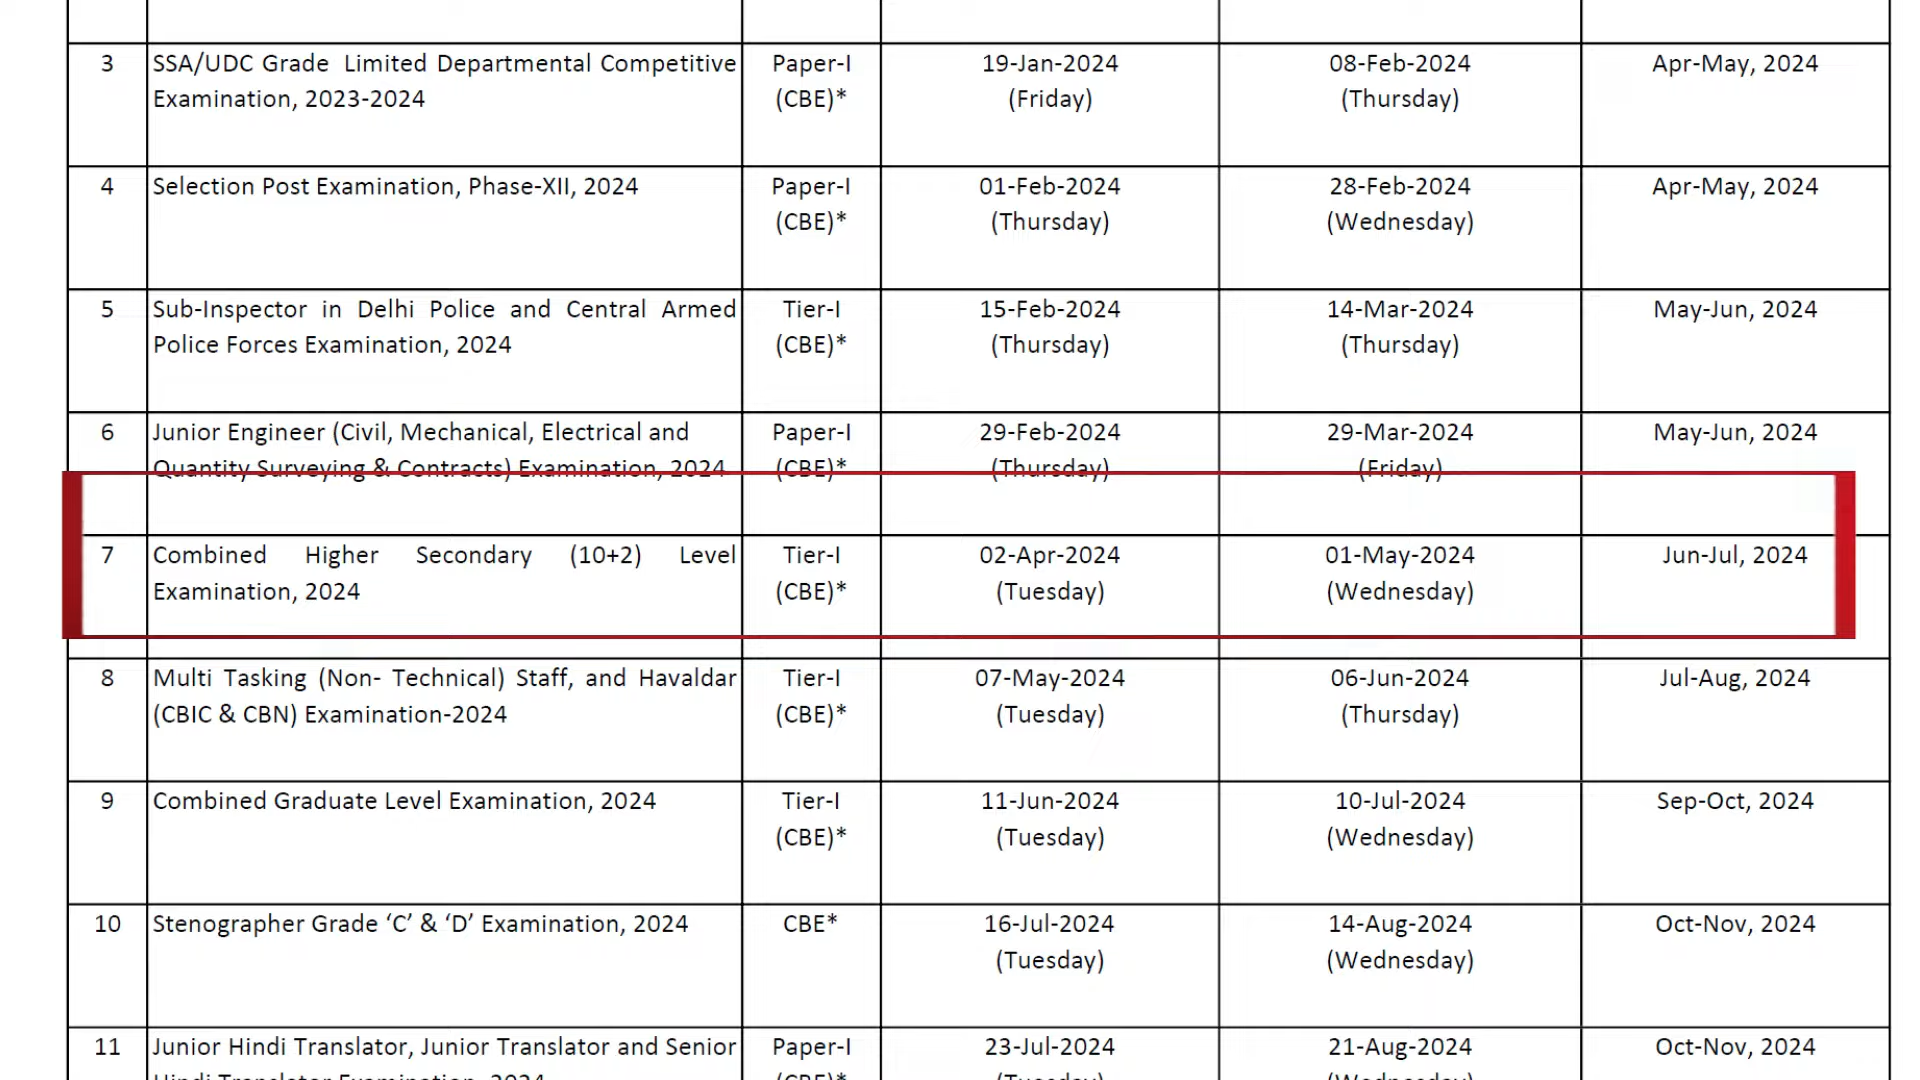 3 SSA/UDC Grade Limited Departmental Competitive Paper-I 19-Jan-2024 08-Feb-2024 Apr-May, 2024
Examination, 2023-2024 (CBE)* (Friday) (Thursday)
4 Selection Post Examination, Phase-XII, 2024 Paper-I 01-Feb-2024 28-Feb-2024 Apr-May, 2024
(CBE)* (Thursday) (Wednesday)
5 Sub-Inspector in Delhi Police and Central Armed Tier-I 15-Feb-2024 14-Mar-2024 May-Jun, 2024
Police Forces Examination, 2024 (CBE)* (Thursday) (Thursday)
6 Junior Engineer (Civil, Mechanical, Electrical and Paper-I 29-Feb-2024 29-Mar-2024 May-Jun, 2024
Quantity Surveying & Contracts) Examination, 2024 (CBE)* (Thursday) (Friday)
7 Combined Higher Secondary (10+2) Level Tier-I 02-Apr-2024 01-May-2024 Jun-Jul, 2024
Examination, 2024 (CBE)* (Tuesday) (Wednesday)
8 Multi Tasking (Non- Technical) Staff, and Havaldar Tier-I 07-May-2024 06-Jun-2024 Jul-Aug, 2024
(CBIC & CBN) Examination-2024 (CBE)* (Tuesday) (Thursday)
9 Combined Graduate Level Examination, 2024 Tier-I 11-Jun-2024 10-Jul-2024 Sep-Oct, 2024
(CBE)* (Tuesday) (Wednesday)
10 Stenographer Grade ‘C’ & ‘D’ Examination, 2024 CBE* 16-Jul-2024 14-Aug-2024 Oct-Nov, 2024
(Tuesday) (Wednesday)
11 Junior Hindi Translator, Junior Translator and Senior Paper-I 23-Jul-2024 21-Aug-2024 Oct-Nov, 2024
Hindi Translator Examination, 2024 (CBE)* (Tuesday) (Wednesday)